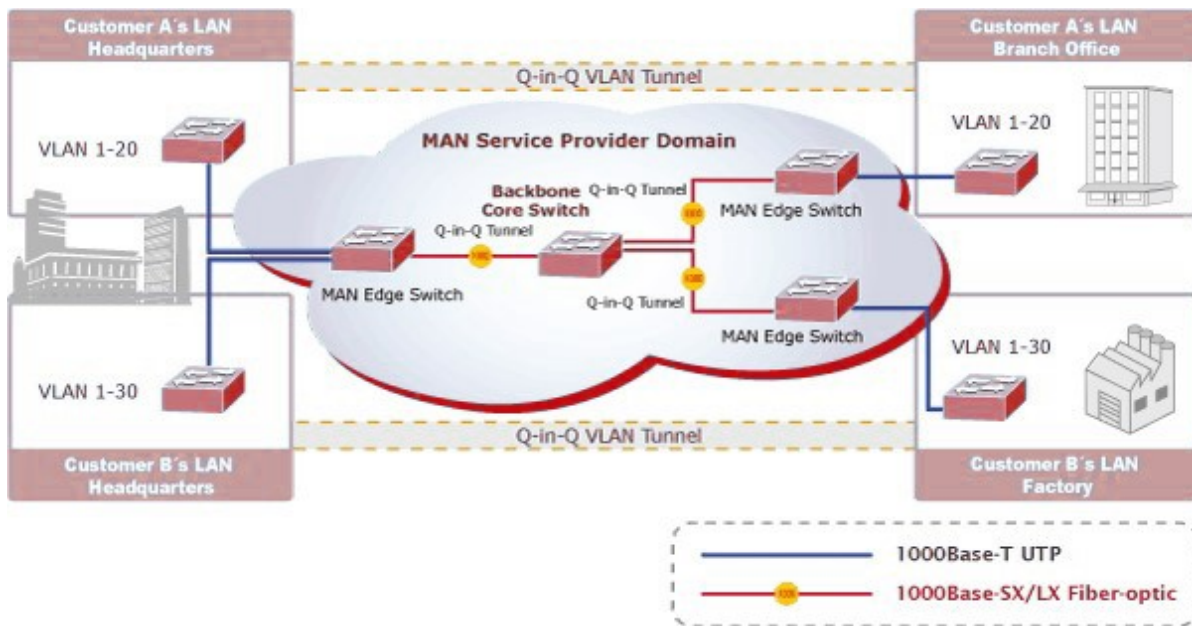 Customer A´s LAN
Headquarters
Customer A´s LAN
Branch Office
Q-in-Q VLAN Tunnel
VLAN 1-20
VLAN 1-20
MAN Service Provider Domain
Q-in-Q Tunnel
Backbone
Core Switch
MAN Edge Switch
Q-in-Q Tunnel
MAN Edge Switch
Q-in-Q Tunnel
MAN Edge Switch
VLAN 1-30
VLAN 1-30
Q-in-Q VLAN Tunnel
Customer B´s LAN
Headquarters
Customer B´s LAN
Factory
1000Base-T UTP
1000Base-SX/LX Fiber-optic